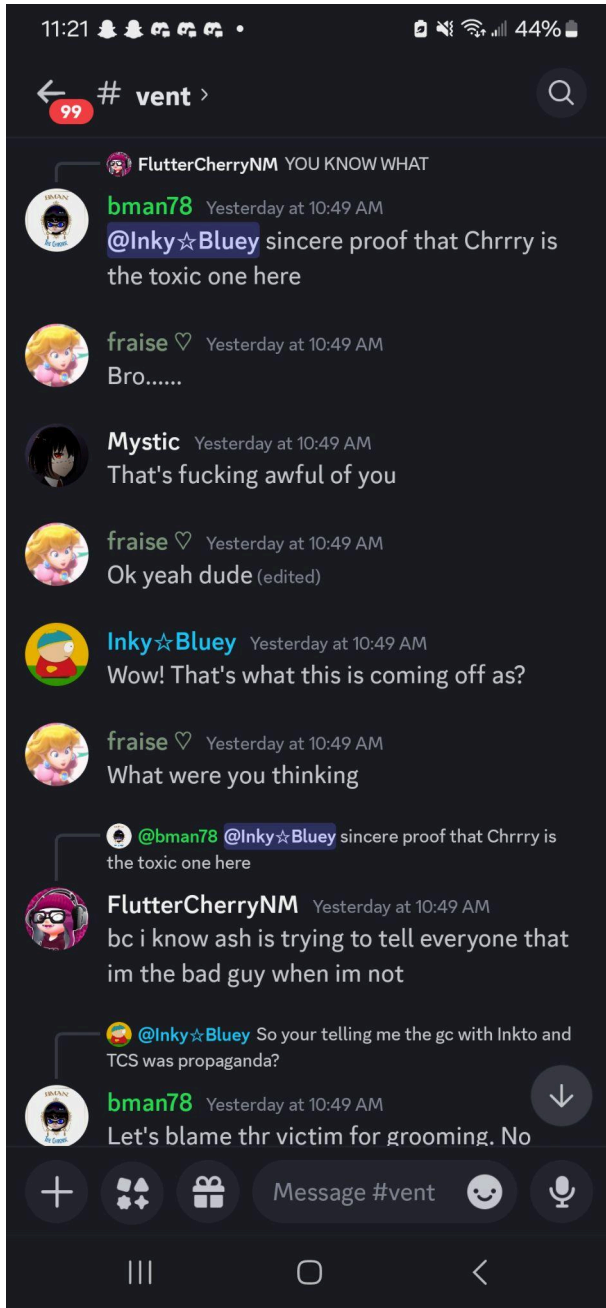 11:21
44%
99
# vent >
FlutterCherryNM YOU KNOW WHAT
bman78 Yesterday at 10:49 AM
@Inky☆Bluey sincere proof that Chrrry is
the toxic one here
fraise ♡ Yesterday at 10:49 AM
Bro......
Mystic Yesterday at 10:49 AM
That's fucking awful of you
fraise ♡ Yesterday at 10:49 AM
Ok yeah dude (edited)
Inky☆Bluey Yesterday at 10:49 AM
Wow! That's what this is coming off as?
fraise ♡ Yesterday at 10:49 AM
What were you thinking
@bman78 @Inky☆Bluey sincere proof that Chrrry is
the toxic one here
FlutterCherryNM Yesterday at 10:49 AM
bc i know ash is trying to tell everyone that
im the bad guy when im not
@Inky☆Bluey So your telling me the gc with Inkto and
TCS was propaganda?
bman78 Yesterday at 10:49 AM
Let's blame thr victim for grooming. No
Message #vent